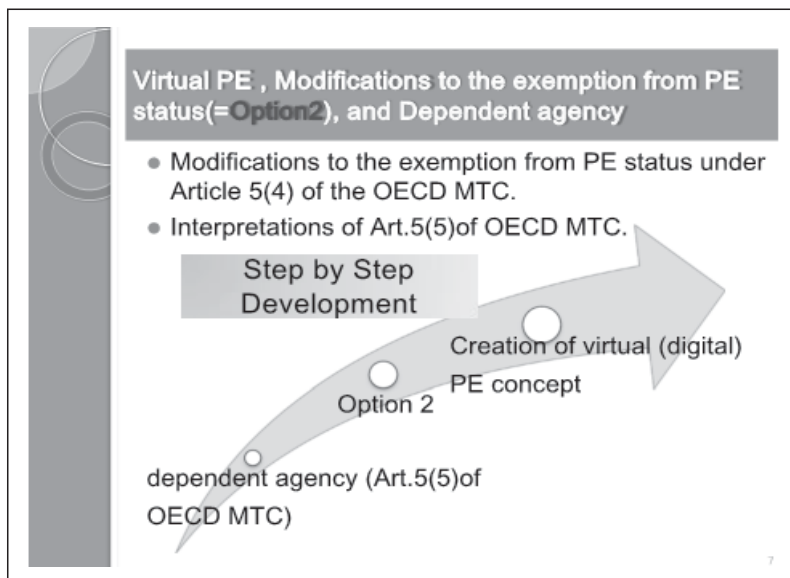 Virtual PE , Modifications to the exemption from PE
status(=Option2), and Dependent agency
Modifications to the exemption from PE status under
Article 5(4) of the OECD MTC.
Interpretations of Art.5(5)of OECD MTC.
Step by Step
Development
Creation of virtual (digital)
PE concept
Option 2
dependent agency (Art.5(5)of
OECD MTC)
7